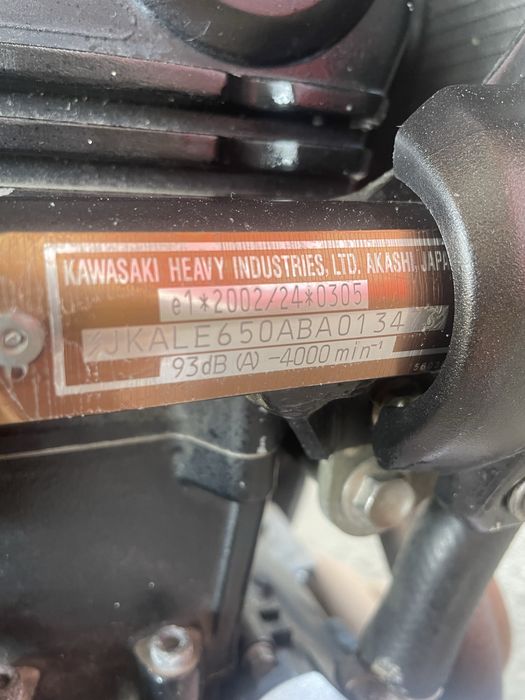 KAWASAKI HEAVY INDUSTRIES, LTD. AKASHI, JAPA
e1*2002/24*0305
JKALE650ABA0134
93dB (A) -4000 min⁻¹